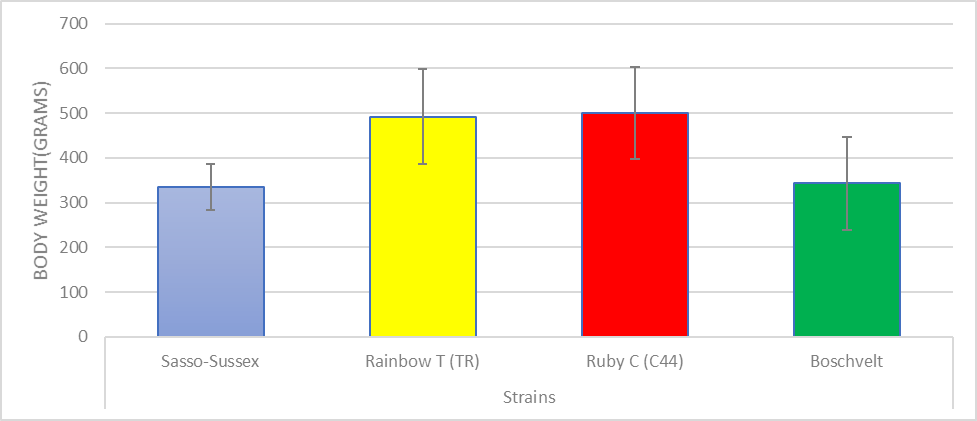 700
600
500
400
300
200
100
0
BODY WEIGHT(GRAMS)
Sasso-Sussex
Rainbow T (TR)
Ruby C (C44)
Boschvelt
Strains